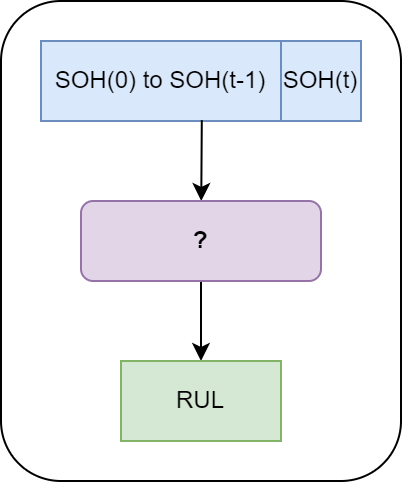 SOH(0) to SOH(t-1) SOH(t)
?
RUL